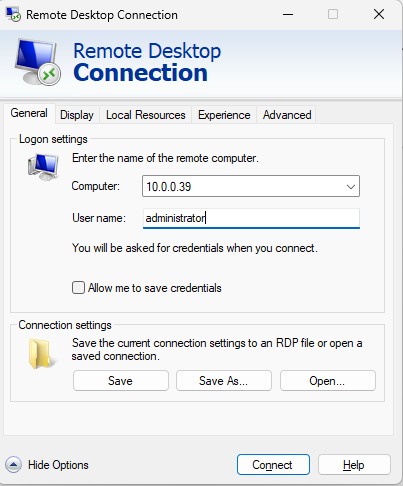 Remote Desktop Connection
Remote Desktop
Connection
General Display Local Resources Experience Advanced
Logon settings
Enter the name of the remote computer.
Computer: 10.0.0.39
User name: administrator
You will be asked for credentials when you connect.
Allow me to save credentials
Connection settings
Save the current connection settings to an RDP file or open a
saved connection.
Save Save As... Open...
Hide Options Connect Help